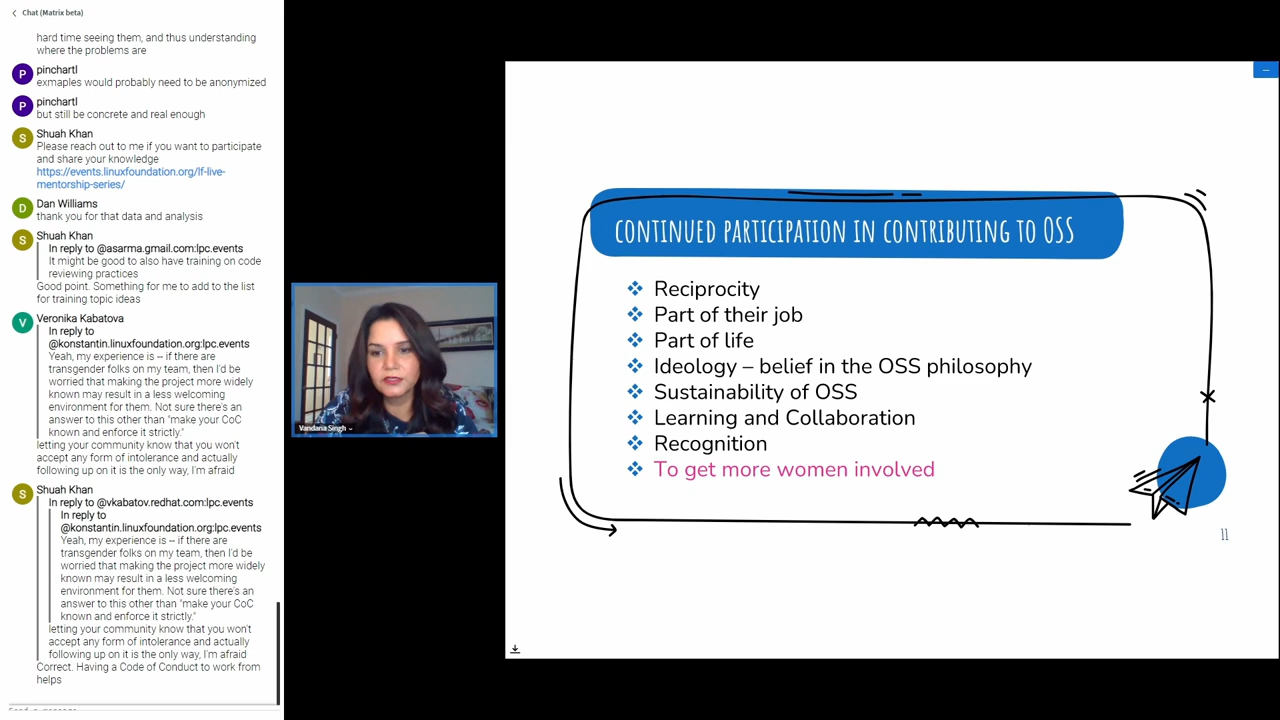 Chat (Matrix beta)
hard time seeing them, and thus understanding
where the problems are
P
pinchartl
exmaples would probably need to be anonymized
P
pinchartl
but still be concrete and real enough
S
Shuah Khan
Please reach out to me if you want to participate
and share your knowledge
https://events.linuxfoundation.org/lf-live-
mentorship-series/
D
Dan Williams
thank you for that data and analysis
S
Shuah Khan
In reply to @asarma.gmail.com:lpc.events
It might be good to also have training on code
reviewing practices
Good point. Something for me to add to the list
for training topic ideas
V
Veronika Kabatova
In reply to
@konstantin.linuxfoundation.org:lpc.events
Yeah, my experience is -- if there are
transgender folks on my team, then I'd be
worried that making the project more widely
known may result in a less welcoming
environment for them. Not sure there's an
answer to this other than "make your CoC
known and enforce it strictly."
letting your community know that you won't
accept any form of intolerance and actually
following up on it is the only way, I'm afraid
S
Shuah Khan
In reply to @vkabatov.redhat.com:lpc.events
In reply to
@konstantin.linuxfoundation.org:lpc.events
Yeah, my experience is -- if there are
transgender folks on my team, then I'd be
worried that making the project more widely
known may result in a less welcoming
environment for them. Not sure there's an
answer to this other than "make your CoC
known and enforce it strictly."
letting your community know that you won't
accept any form of intolerance and actually
following up on it is the only way, I'm afraid
Correct. Having a Code of Conduct to work from
helps
Vandana Singh
CONTINUED PARTICIPATION IN CONTRIBUTING TO OSS
Reciprocity
Part of their job
Part of life
Ideology – belief in the OSS philosophy
Sustainability of OSS
Learning and Collaboration
Recognition
To get more women involved
11